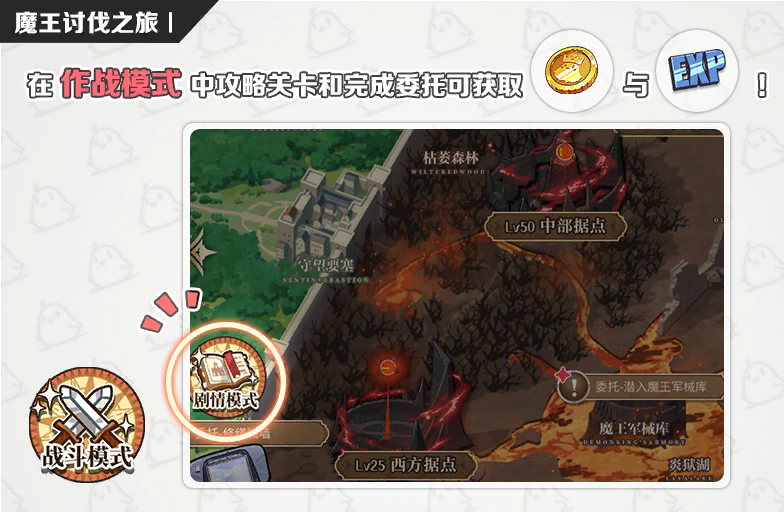 魔王讨伐之旅 I
在 作战模式 中攻略关卡和完成委托可获取 与 EXP !
枯萎森林
WILTEREDWOOD
Lv50 中部据点
守望要塞
SENTINELBASTION
剧情模式
委托-潜入魔王军械库
魔王军械库
DEMONKING'SARMORY
战斗模式
Lv25 西方据点
炎狱湖
LAVALAKE